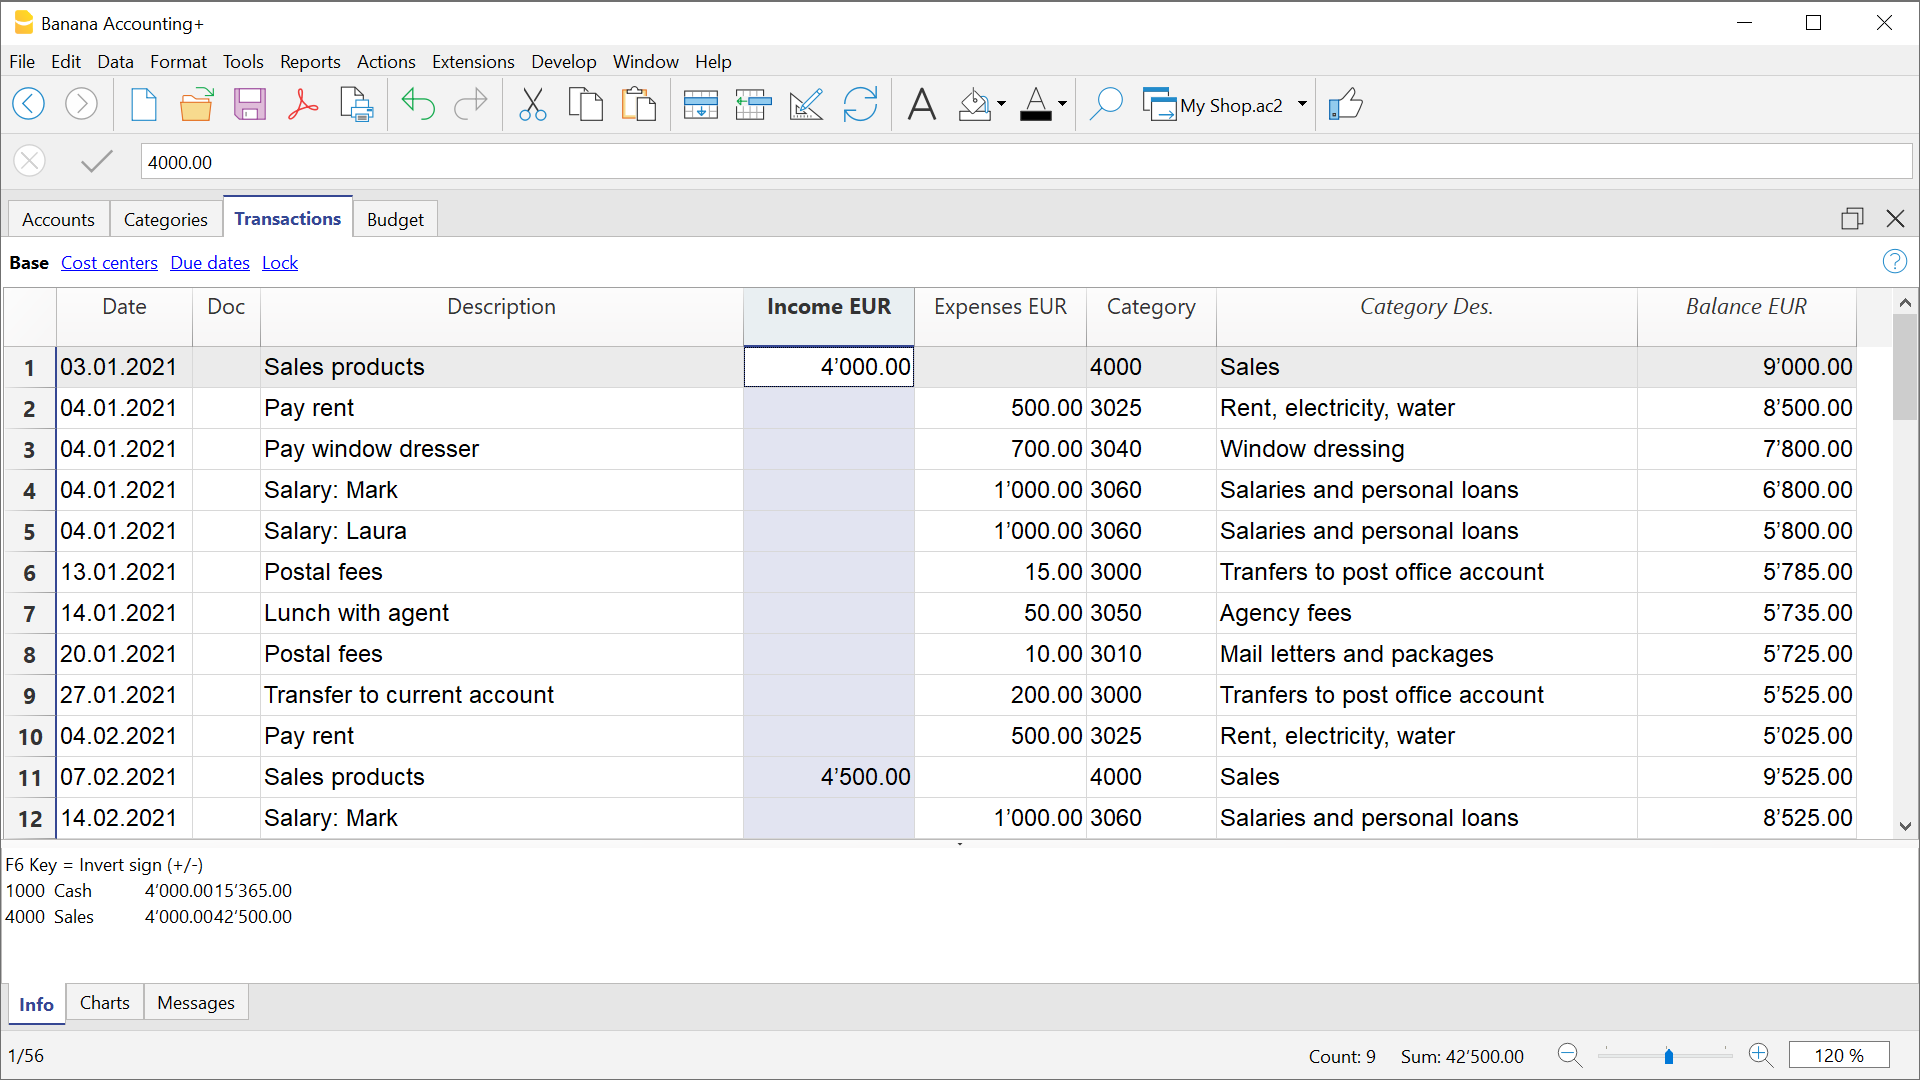 Banana Accounting+
File Edit Data Format Tools Reports Actions Extensions Develop Window Help
My Shop.ac2
4000.00
Accounts Categories Transactions Budget
Base Cost centers Due dates Lock
Date Doc Description Income EUR Expenses EUR Category Category Des. Balance EUR
1 03.01.2021 Sales products 4’000.00 4000 Sales 9’000.00
2 04.01.2021 Pay rent 500.00 3025 Rent, electricity, water 8’500.00
3 04.01.2021 Pay window dresser 700.00 3040 Window dressing 7’800.00
4 04.01.2021 Salary: Mark 1’000.00 3060 Salaries and personal loans 6’800.00
5 04.01.2021 Salary: Laura 1’000.00 3060 Salaries and personal loans 5’800.00
6 13.01.2021 Postal fees 15.00 3000 Tranfers to post office account 5’785.00
7 14.01.2021 Lunch with agent 50.00 3050 Agency fees 5’735.00
8 20.01.2021 Postal fees 10.00 3010 Mail letters and packages 5’725.00
9 27.01.2021 Transfer to current account 200.00 3000 Tranfers to post office account 5’525.00
10 04.02.2021 Pay rent 500.00 3025 Rent, electricity, water 5’025.00
11 07.02.2021 Sales products 4’500.00 4000 Sales 9’525.00
12 14.02.2021 Salary: Mark 1’000.00 3060 Salaries and personal loans 8’525.00
F6 Key = Invert sign (+/-)
1000 Cash 4’000.0015’365.00
4000 Sales 4’000.0042’500.00
Info Charts Messages
1/56 Count: 9 Sum: 42’500.00 120 %